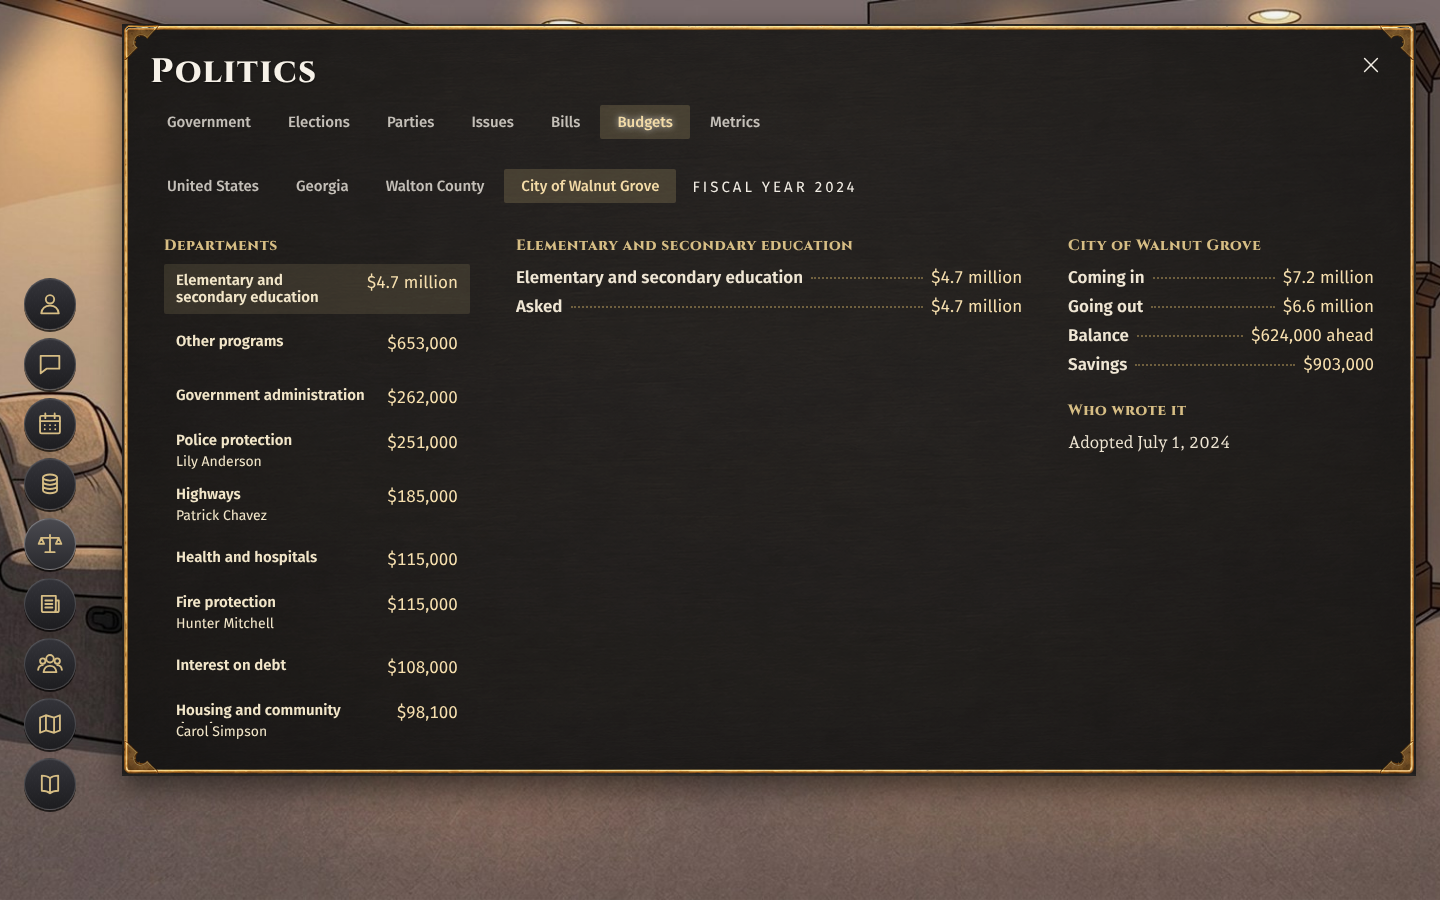 Politics
Government Elections Parties Issues Bills Budgets Metrics
United States Georgia Walton County City of Walnut Grove FISCAL YEAR 2024
Departments
Elementary and secondary education $4.7 million
Other programs $653,000
Government administration $262,000
Police protection $251,000
Lily Anderson
Highways $185,000
Patrick Chavez
Health and hospitals $115,000
Fire protection $115,000
Hunter Mitchell
Interest on debt $108,000
Housing and community $98,100
Carol Simpson
Elementary and secondary education
Elementary and secondary education $4.7 million
Asked $4.7 million
City of Walnut Grove
Coming in $7.2 million
Going out $6.6 million
Balance $624,000 ahead
Savings $903,000
Who wrote it
Adopted July 1, 2024